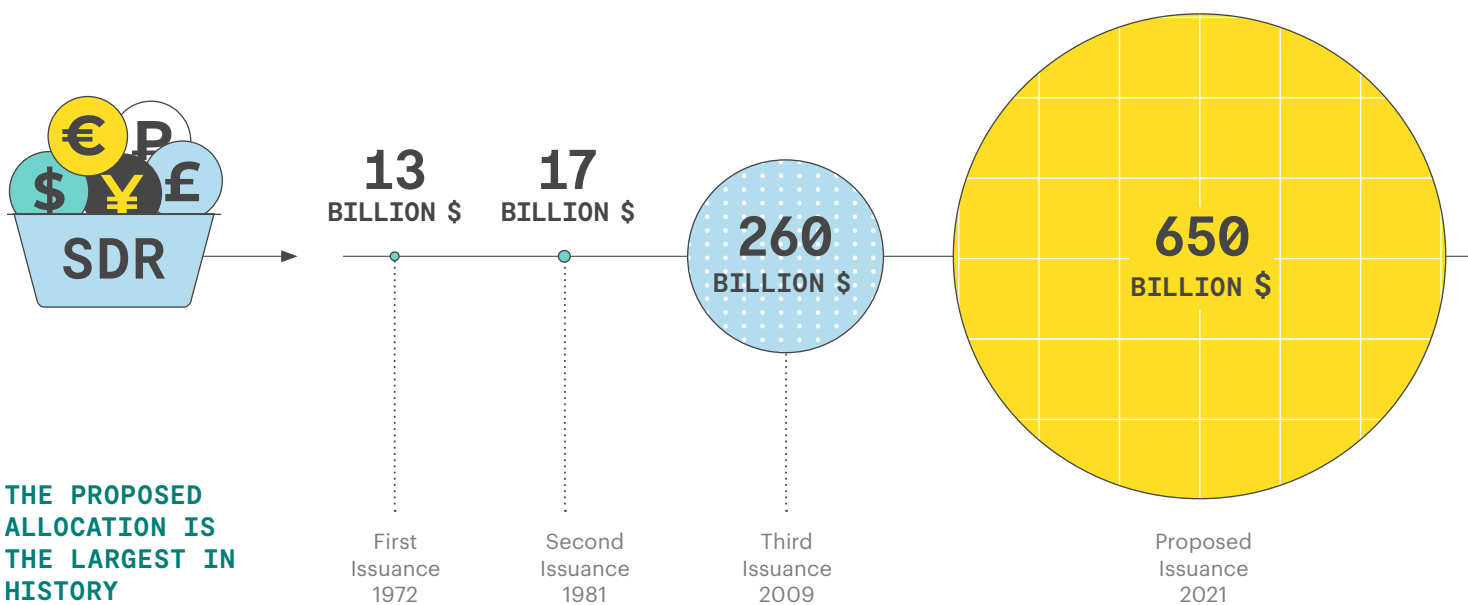 €
₽
$
¥
£
SDR
13
BILLION $
17
BILLION $
260
BILLION $
650
BILLION $
THE PROPOSED
ALLOCATION IS
THE LARGEST IN
HISTORY
First
Issuance
1972
Second
Issuance
1981
Third
Issuance
2009
Proposed
Issuance
2021